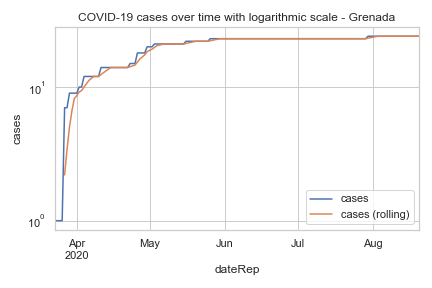 COVID-19 cases over time with logarithmic scale - Grenada
cases
10¹
10⁰
Apr
2020
May
Jun
Jul
Aug
dateRep
cases
cases (rolling)